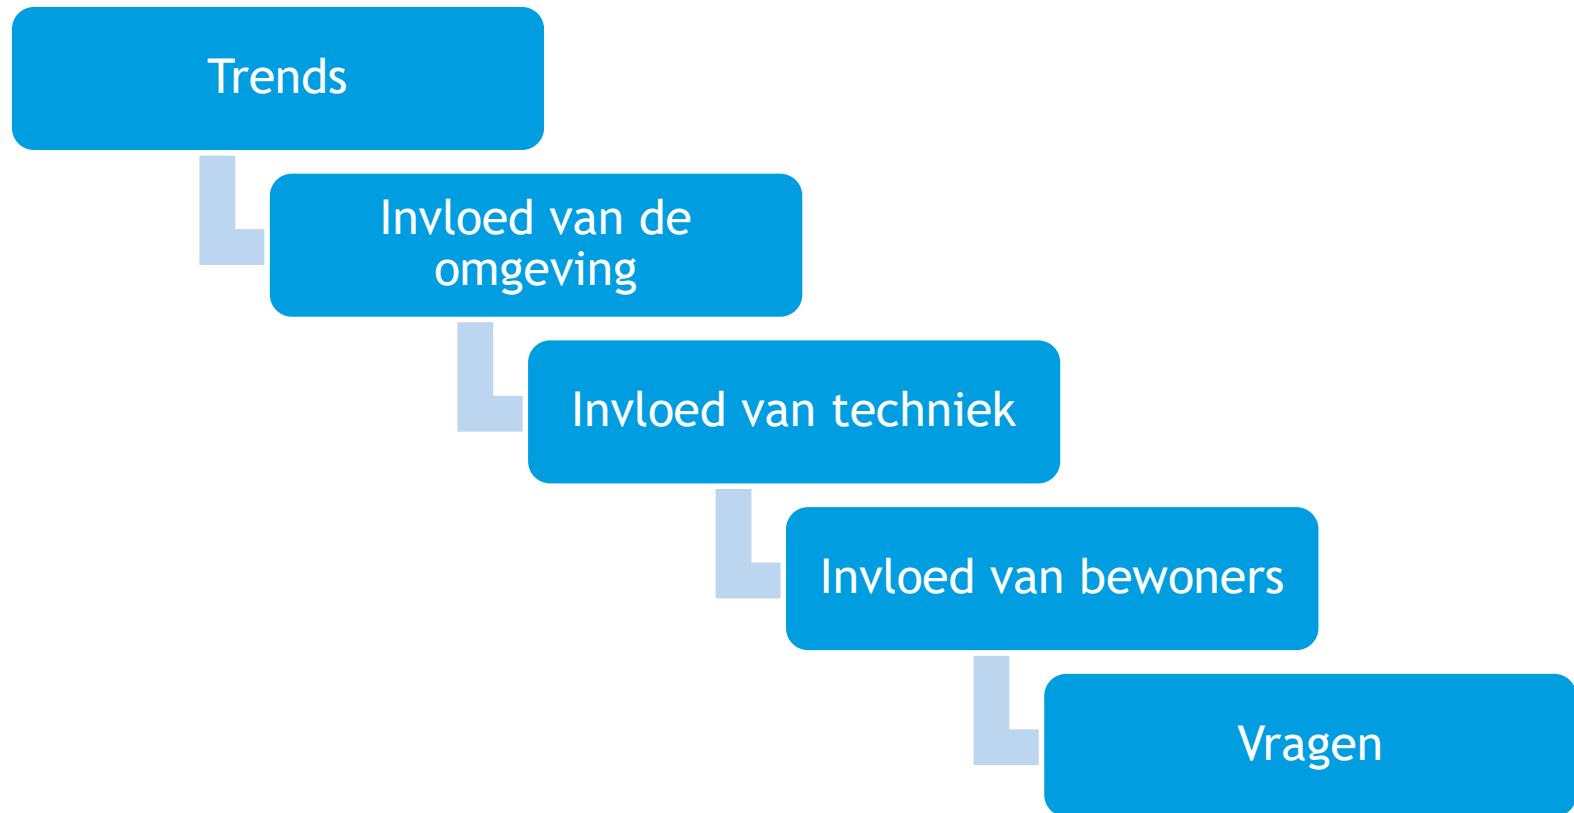 Trends
Invloed van de
omgeving
Invloed van techniek
Invloed van bewoners
Vragen